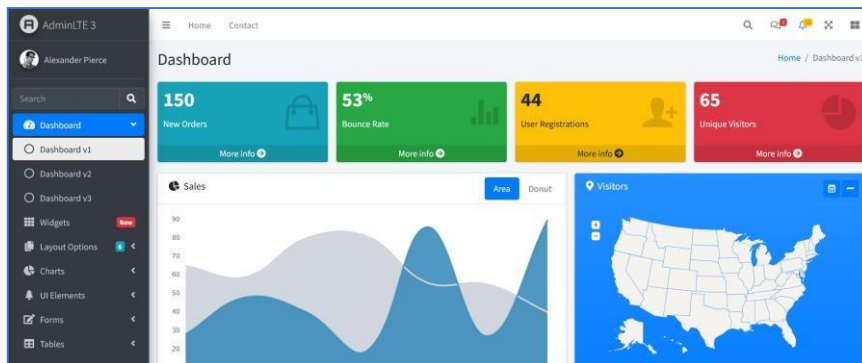 AdminLTE 3
Home Contact
Alexander Pierce
Dashboard
Home / Dashboard v1
Search
150
New Orders
More info
53%
Bounce Rate
More info
44
User Registrations
More info
65
Unique Visitors
More info
Dashboard
Dashboard v1
Dashboard v2
Dashboard v3
Widgets New
Layout Options 6
Charts
UI Elements
Forms
Tables
Sales
Area Donut
90
80
70
60
50
40
30
20
Visitors
+
-